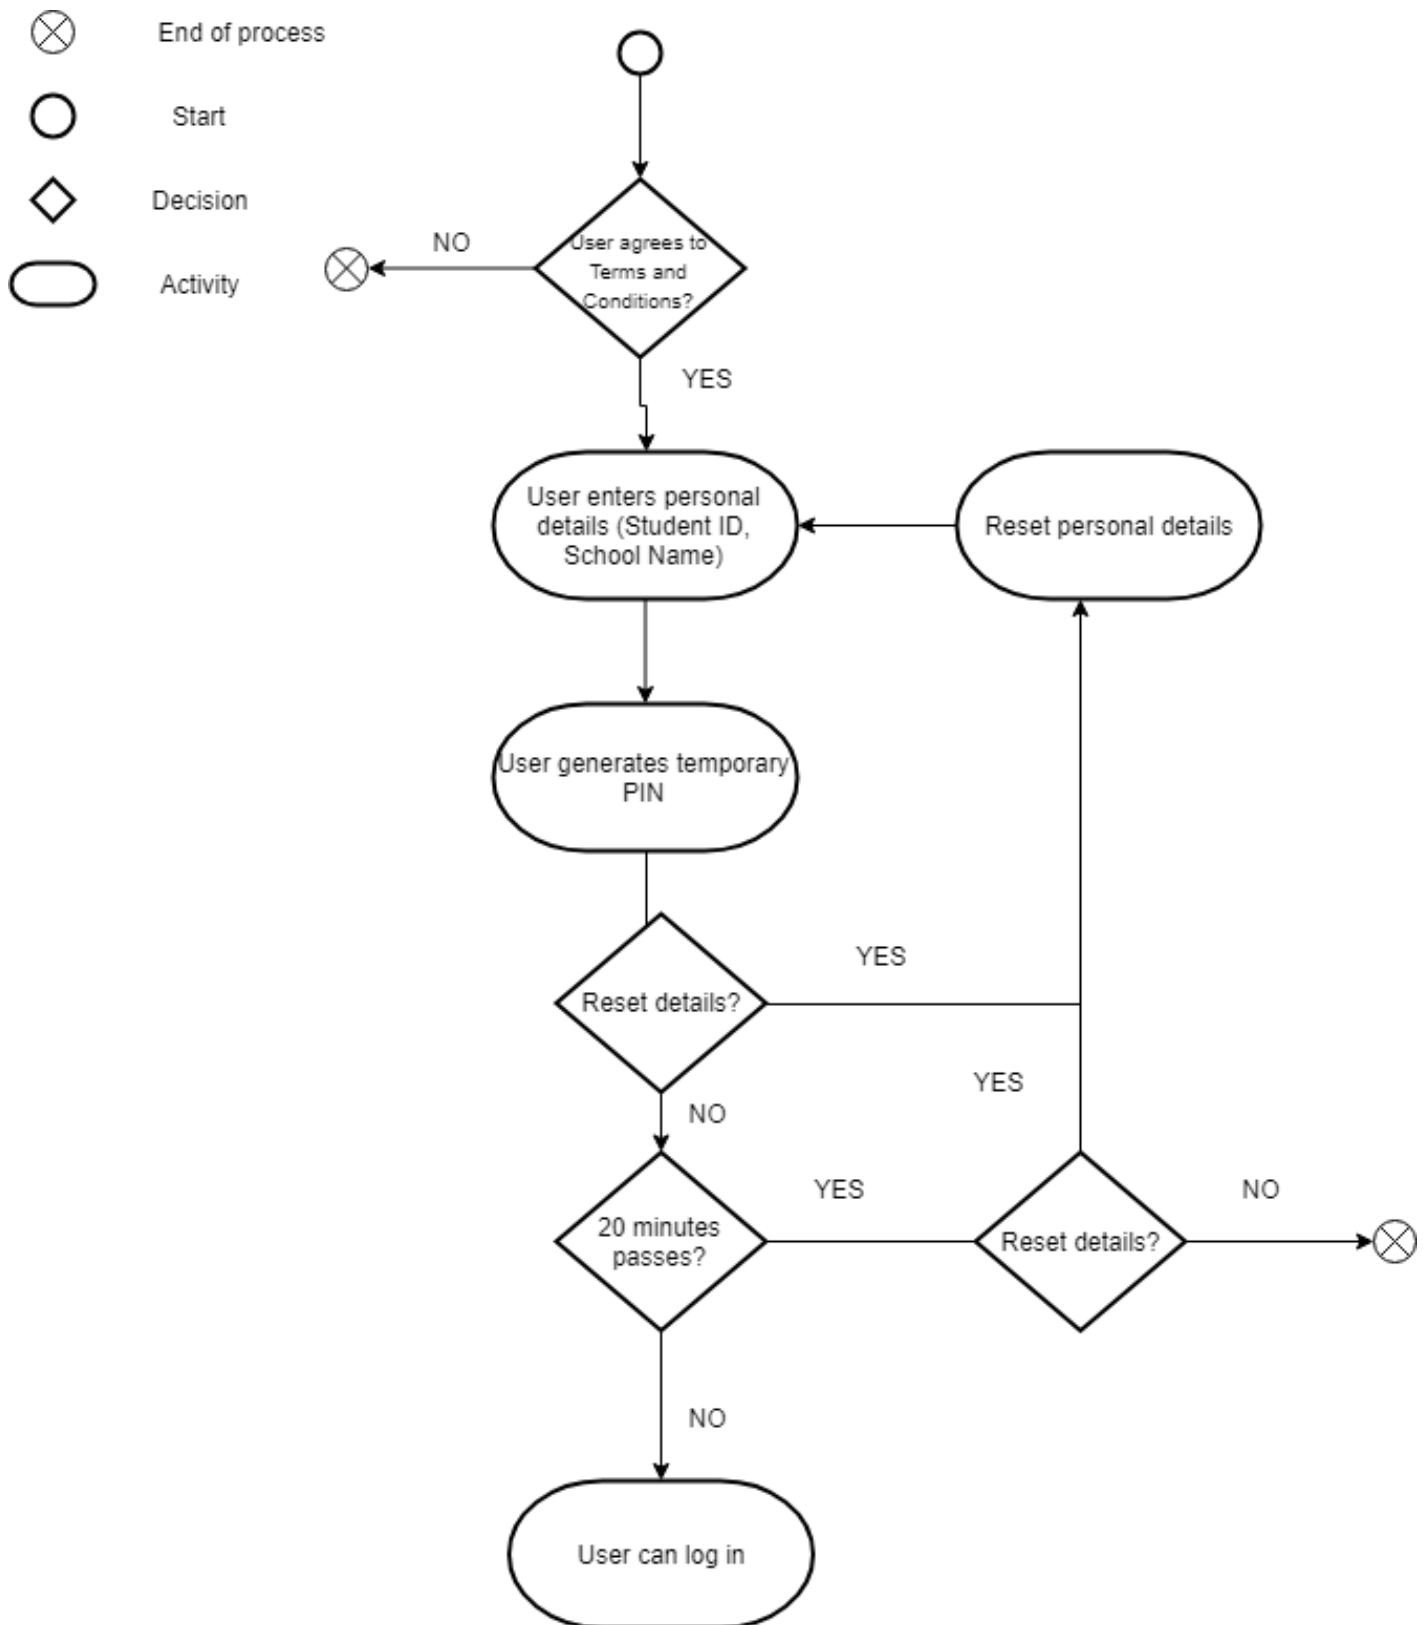 End of process
Start
Decision
Activity
User agrees to
Terms and
Conditions?
NO
YES
User enters personal
details (Student ID,
School Name)
Reset personal details
User generates temporary
PIN
Reset details?
YES
NO
YES
20 minutes
passes?
YES
Reset details?
NO
NO
User can log in